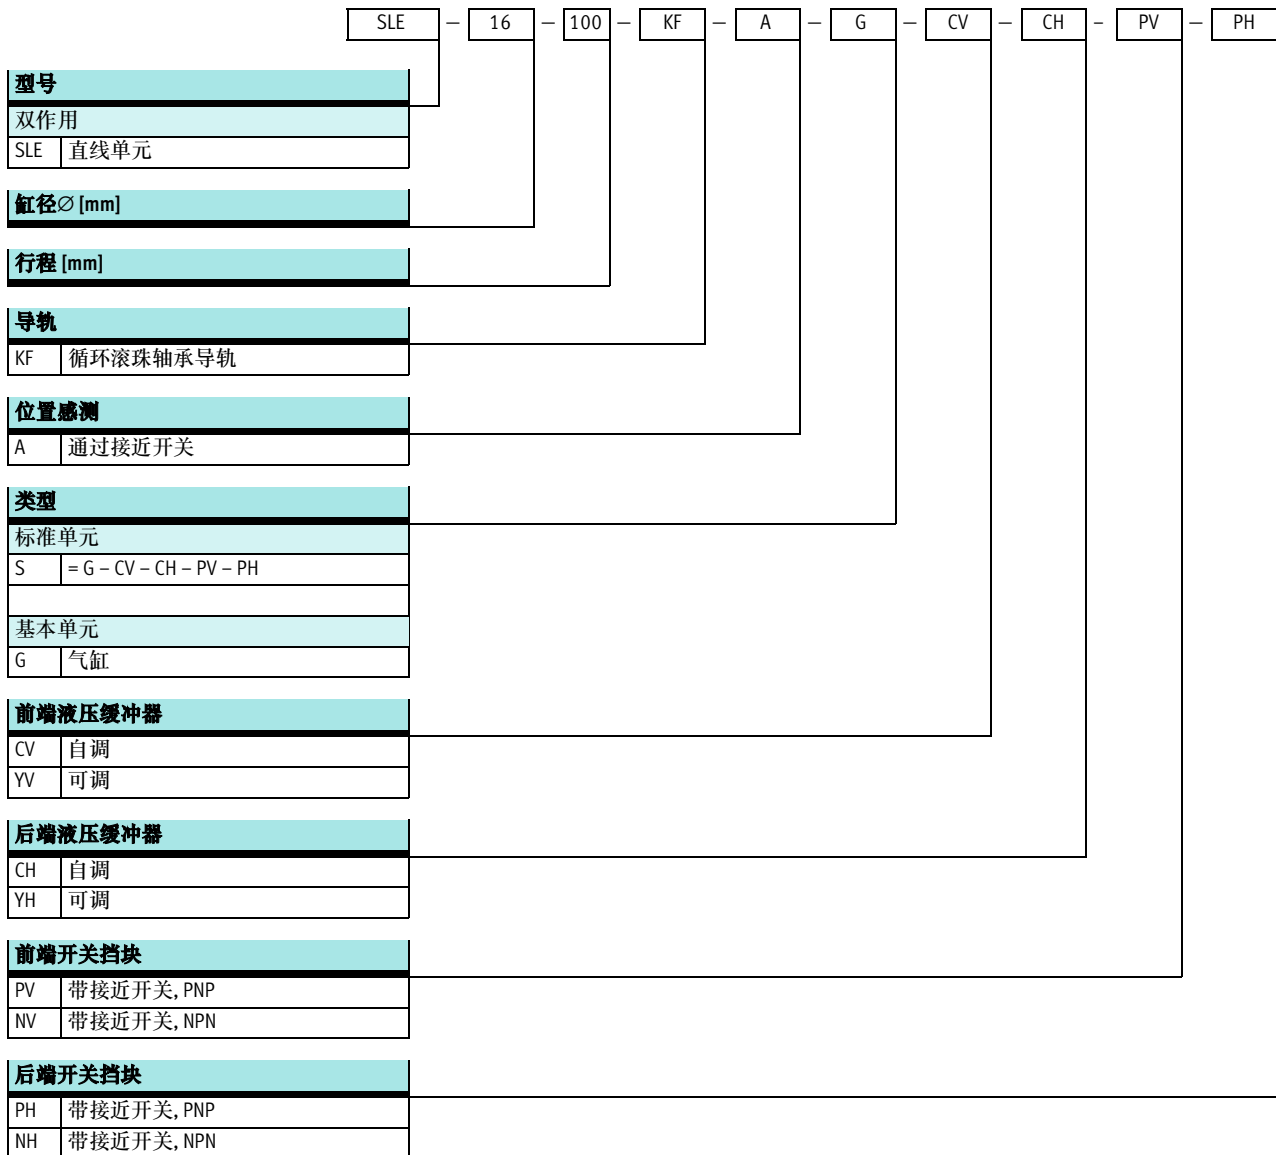 SLE – 16 – 100 – KF – A – G – CV – CH – PV – PH
型号
双作用
SLE 直线单元
缸径∅ [mm]
行程 [mm]
导轨
KF 循环滚珠轴承导轨
位置感测
A 通过接近开关
类型
标准单元
S = G – CV – CH – PV – PH
基本单元
G 气缸
前端液压缓冲器
CV 自调
YV 可调
后端液压缓冲器
CH 自调
YH 可调
前端开关挡块
PV 带接近开关, PNP
NV 带接近开关, NPN
后端开关挡块
PH 带接近开关, PNP
NH 带接近开关, NPN